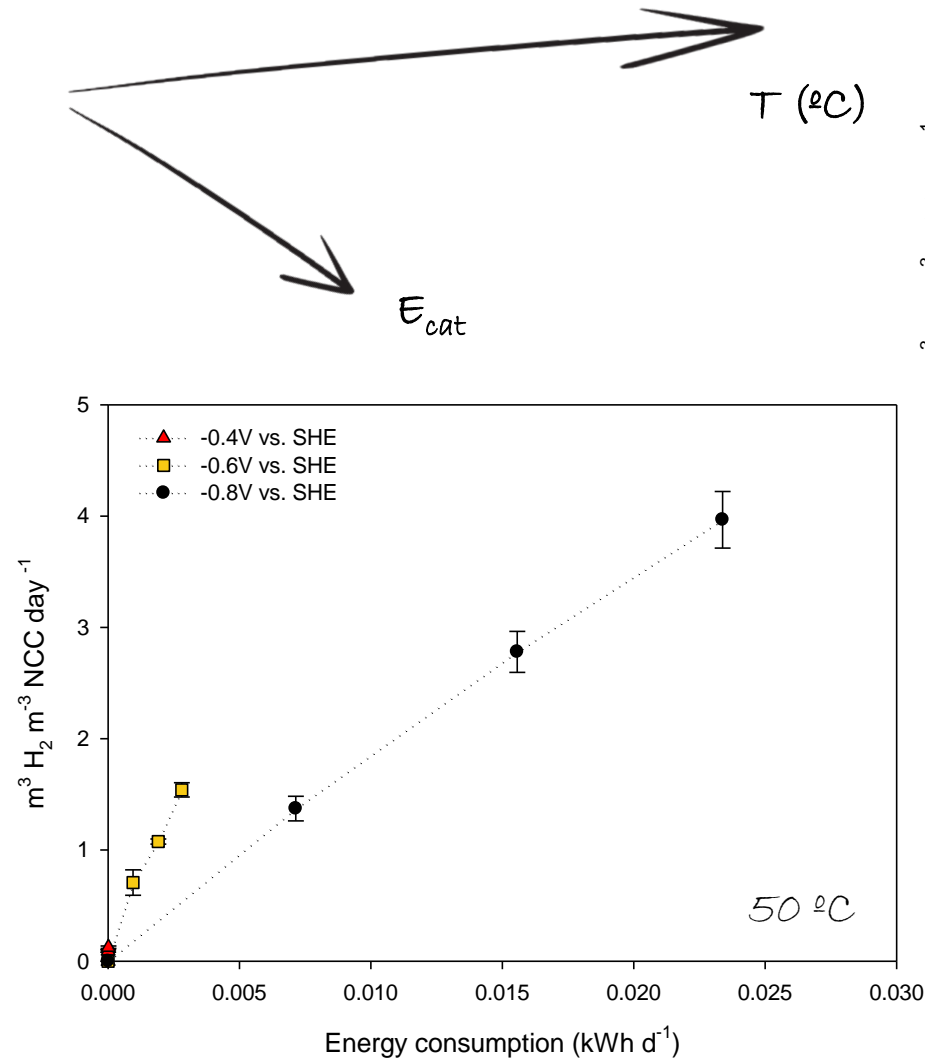 T (ºC)
E_cat
5
-0.4V vs. SHE
-0.6V vs. SHE
-0.8V vs. SHE
4
3
2
1
0
m³ H₂ m⁻³ NCC day⁻¹
50 ºC
0.000 0.005 0.010 0.015 0.020 0.025 0.030
Energy consumption (kWh d⁻¹)